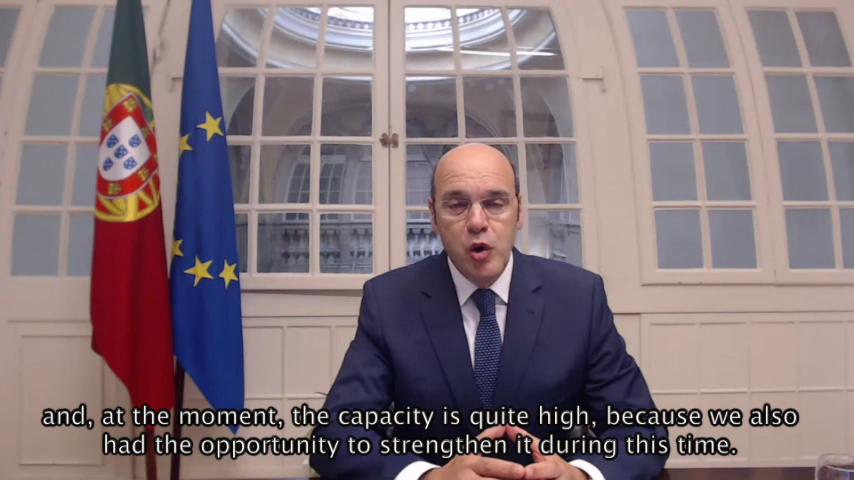 and, at the moment, the capacity is quite high, because we also
had the opportunity to strengthen it during this time.